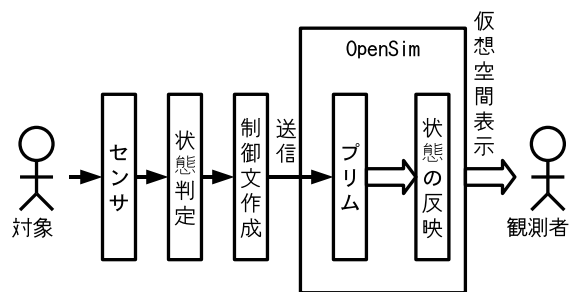 対象
センサ
状態判定
制御文作成
送信
OpenSim
プリム
状態の反映
仮想空間表示
観測者